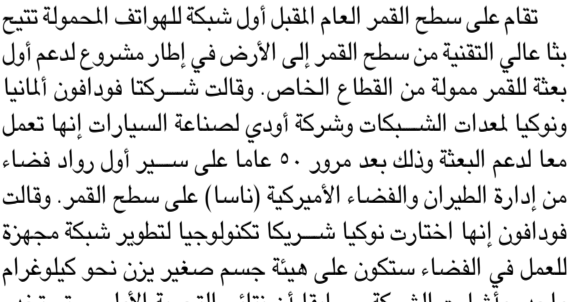 تقام على سطح القمر العام المقبل أول شبكة للهواتف المحمولة تتيح
بثا عالي التقنية من سطح القمر إلى الأرض في إطار مشروع لدعم أول
بعثة للقمر ممولة من القطاع الخاص. وقالت شركتا فودافون ألمانيا
ونوكيا لمعدات الشبكات وشركة أودي لصناعة السيارات إنها تعمل
معا لدعم البعثة وذلك بعد مرور ٥٠ عاما على سير أول رواد فضاء
من إدارة الطيران والفضاء الأميركية (ناسا) على سطح القمر. وقالت
فودافون إنها اختارت نوكيا شريكا تكنولوجيا لتطوير شبكة مجهزة
للعمل في الفضاء ستكون على هيئة جسم صغير يزن نحو كيلوغرام